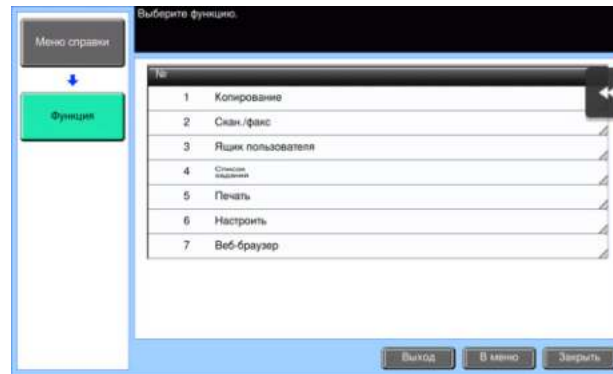 Выберите функцию.
Меню справки
Функция
№
1 Копирование
2 Скан./факс
3 Ящик пользователя
4 Список
задания
5 Печать
6 Настроить
7 Веб-браузер
Выход В меню Закрыть